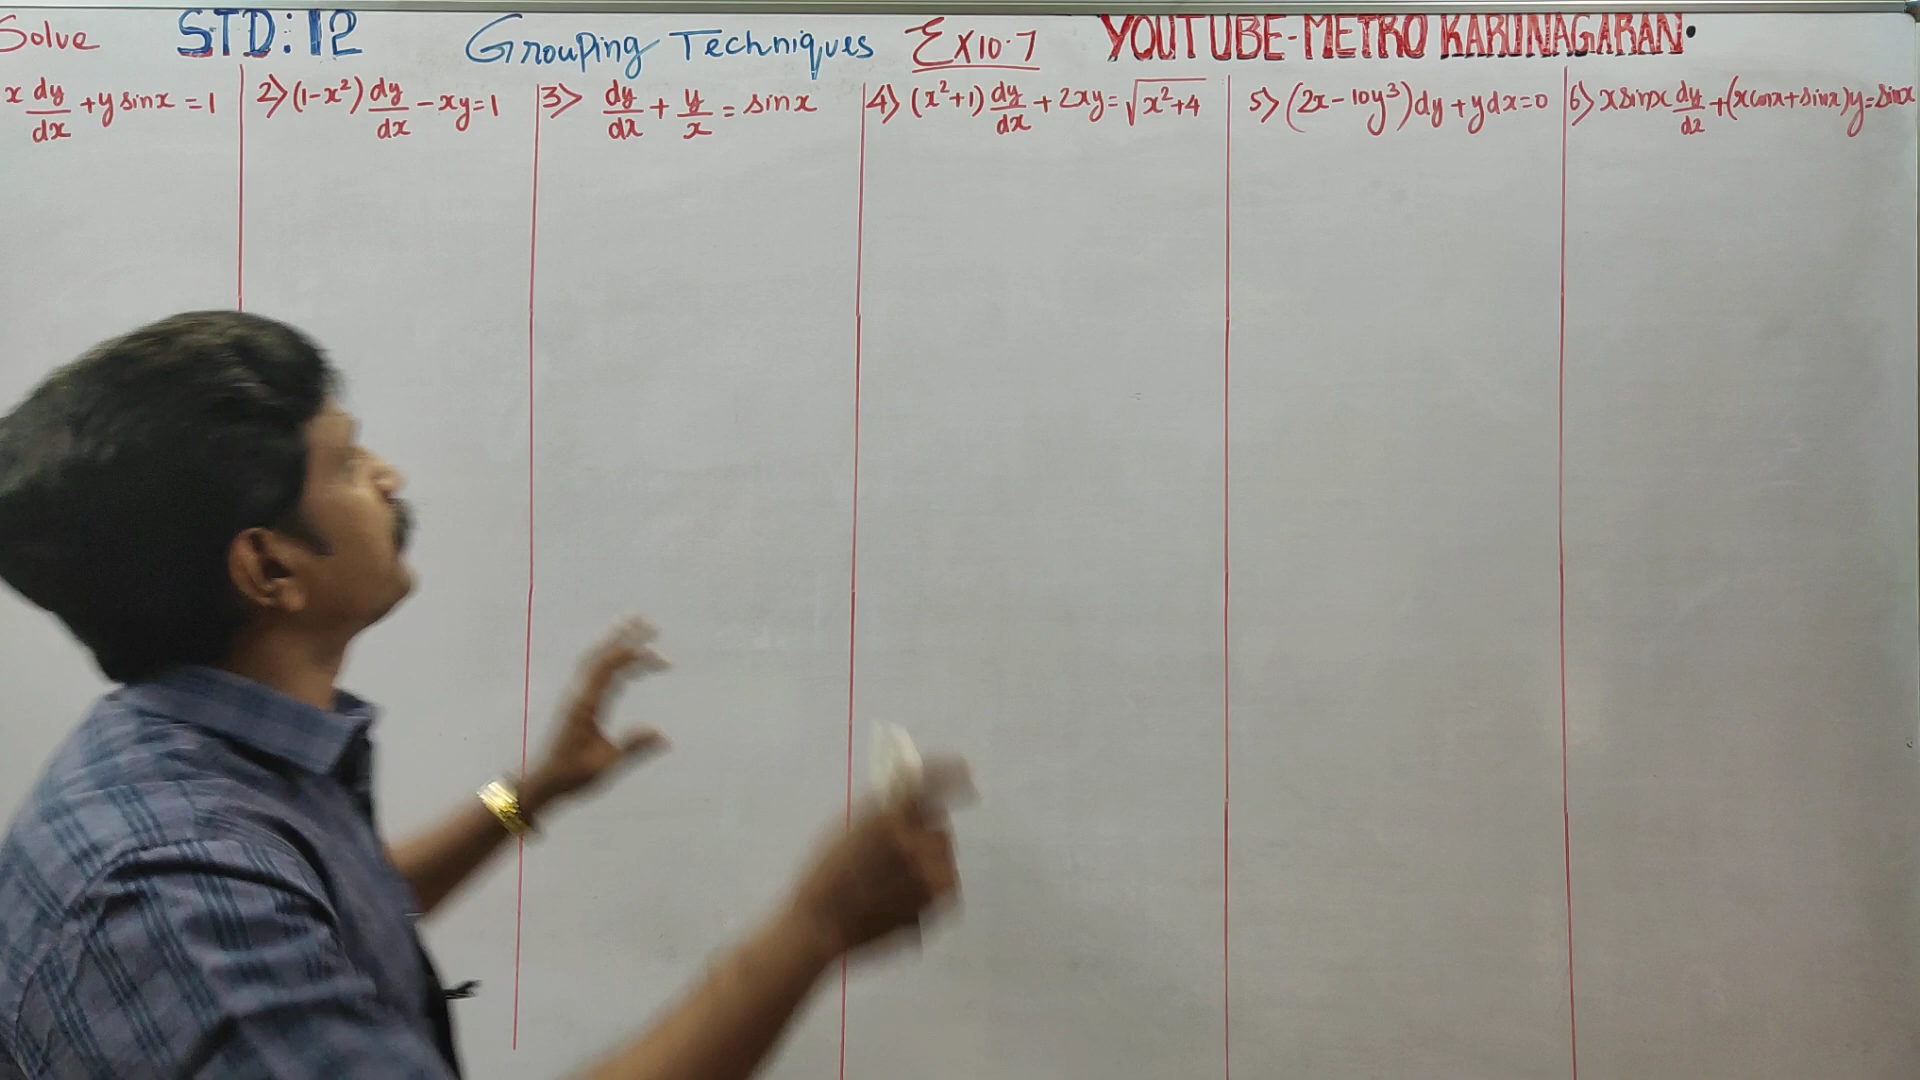 Solve STD:12 Grouping Techniques Ex10.7 YOUTUBE-METRO KARUNAGARAN.
x dy/dx + y sinx = 1
2) (1-x²) dy/dx - xy = 1
3) dy/dx + y/x = sinx
4) (x²+1) dy/dx + 2xy = √x²+4
5) (2x - 10y³) dy + y dx = 0
6) x sinx dy/dx + (x cosx + sinx) y = sinx